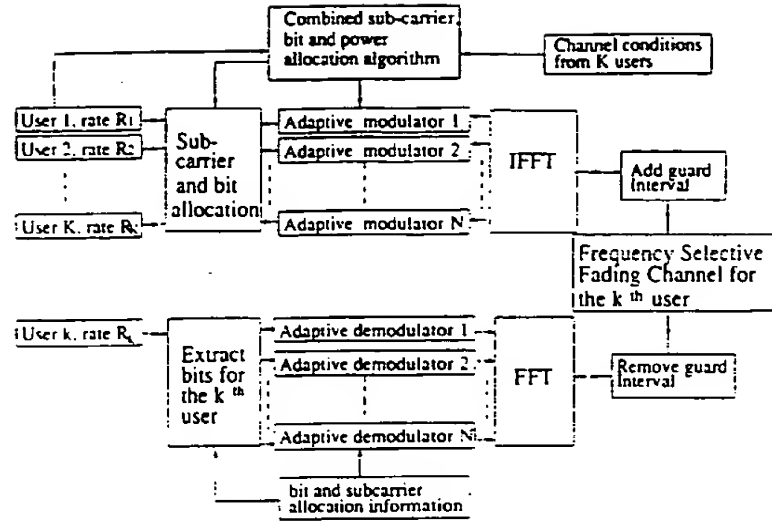 Combined sub-carrier
bit and power
allocation algorithm
Channel conditions
from K users
User 1, rate R1
User 2, rate R2
User K, rate RK
Sub-
carrier
and bit
allocation
Adaptive modulator 1
Adaptive modulator 2
Adaptive modulator N
IFFT
Add guard
Interval
Frequency Selective
Fading Channel for
the k th user
User k, rate Rk
Extract
bits for
the k th
user
Adaptive demodulator 1
Adaptive demodulator 2
Adaptive demodulator N
FFT
Remove guard
Interval
bit and subcarrier
allocation information